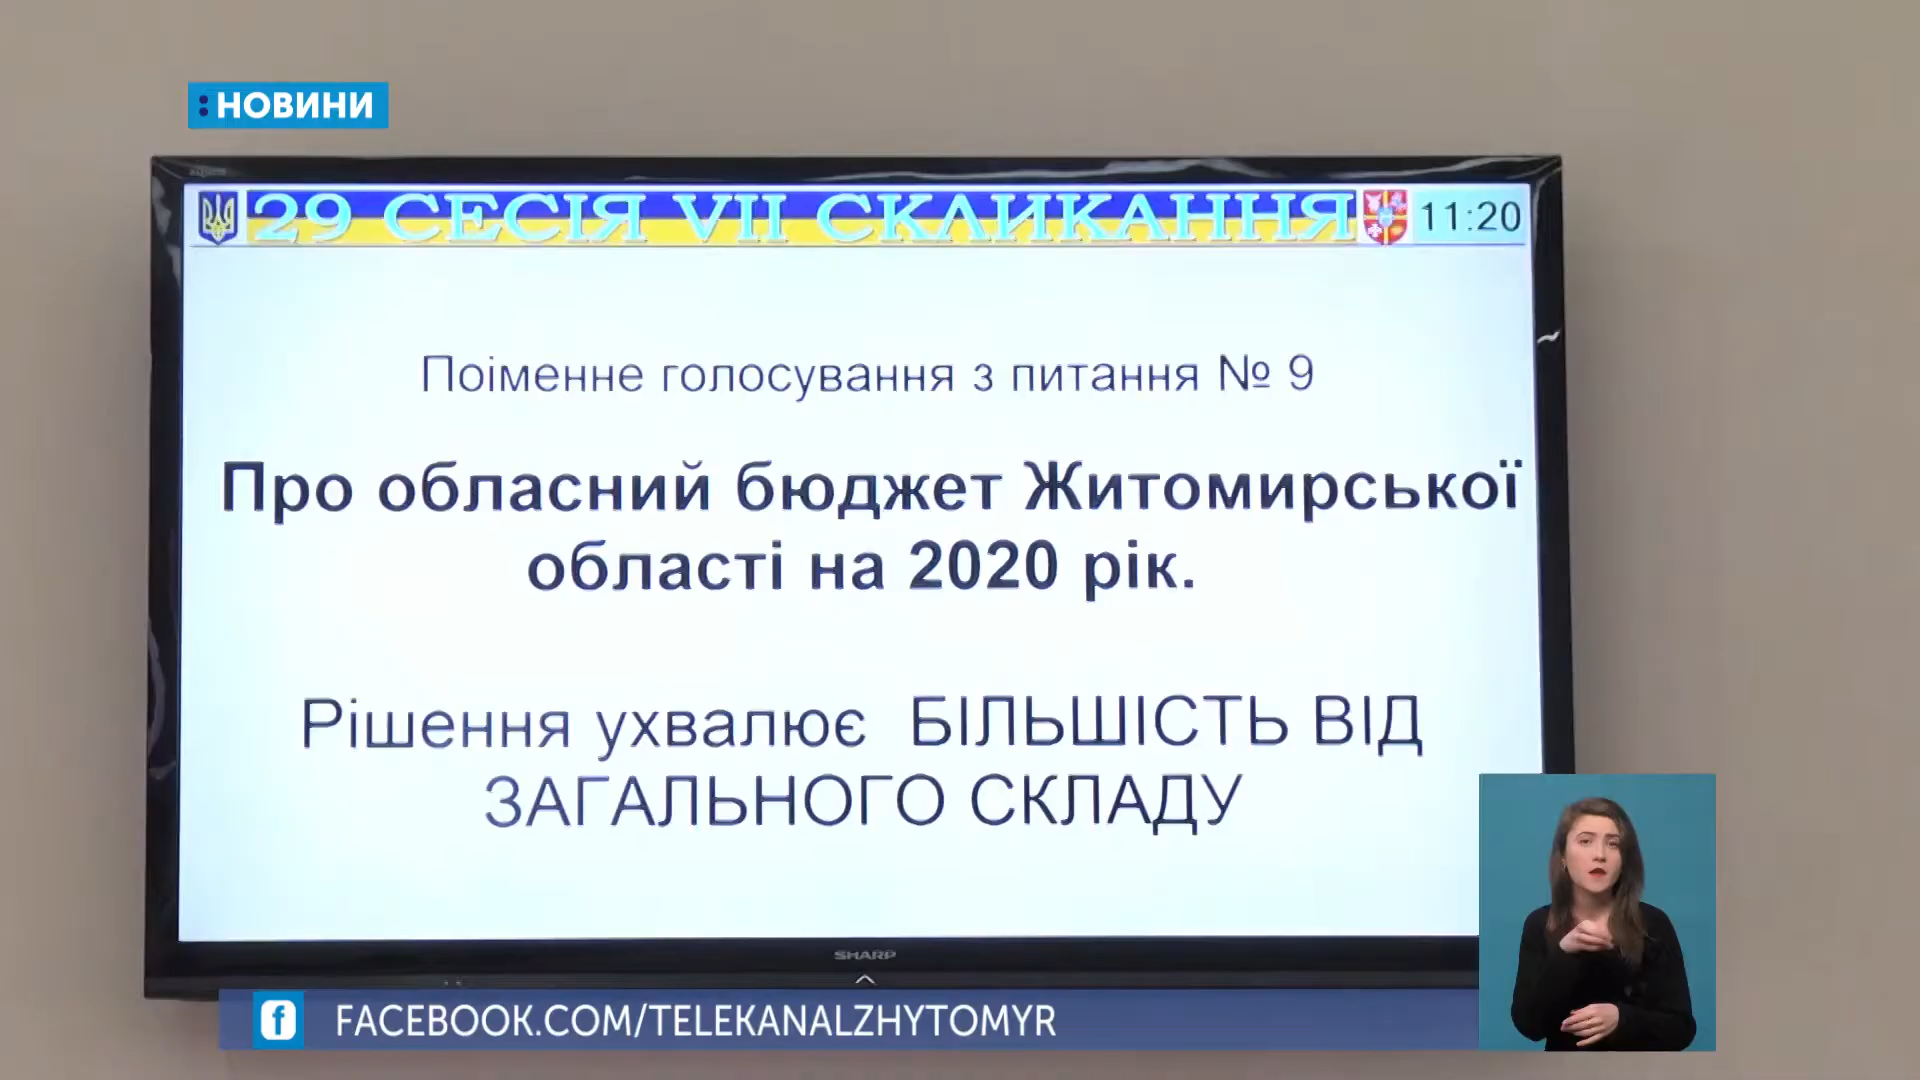 НОВИНИ
29 СЕСІЯ VII СКЛИКАННЯ 11:20
Поіменне голосування з питання № 9
Про обласний бюджет Житомирської
області на 2020 рік.
Рішення ухвалює БІЛЬШІСТЬ ВІД
ЗАГАЛЬНОГО СКЛАДУ
SHARP
f FACEBOOK.COM/TELEKANALZHYTOMYR